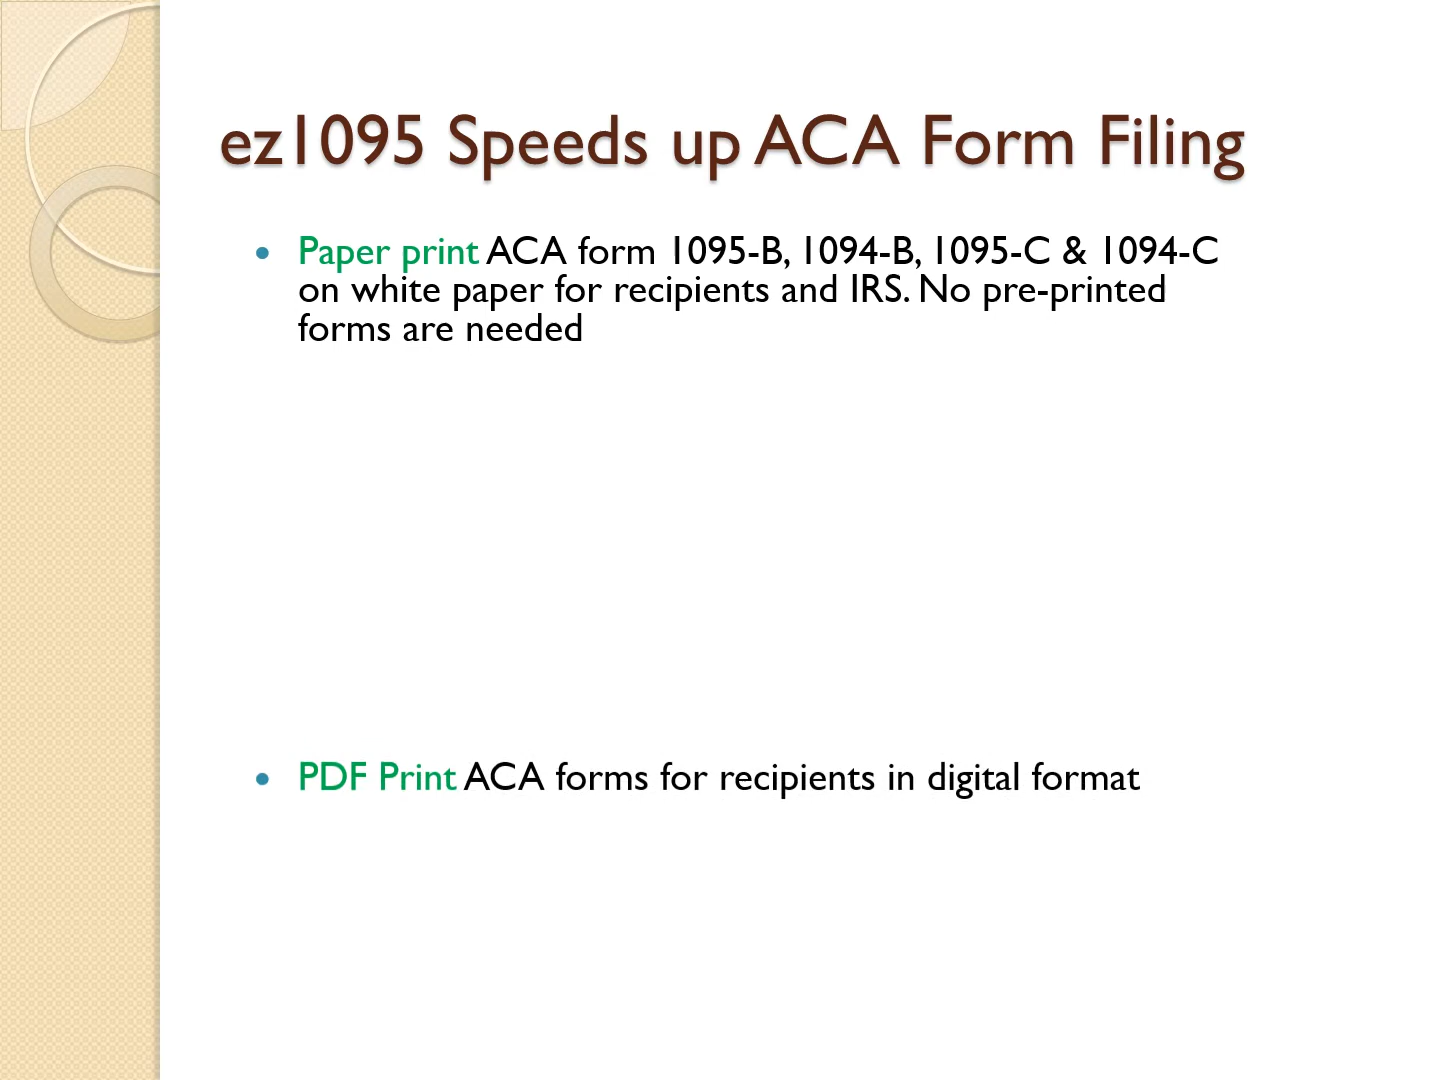 ez1095 Speeds up ACA Form Filing
• Paper print ACA form 1095-B, 1094-B, 1095-C & 1094-C
on white paper for recipients and IRS. No pre-printed
forms are needed
• PDF Print ACA forms for recipients in digital format